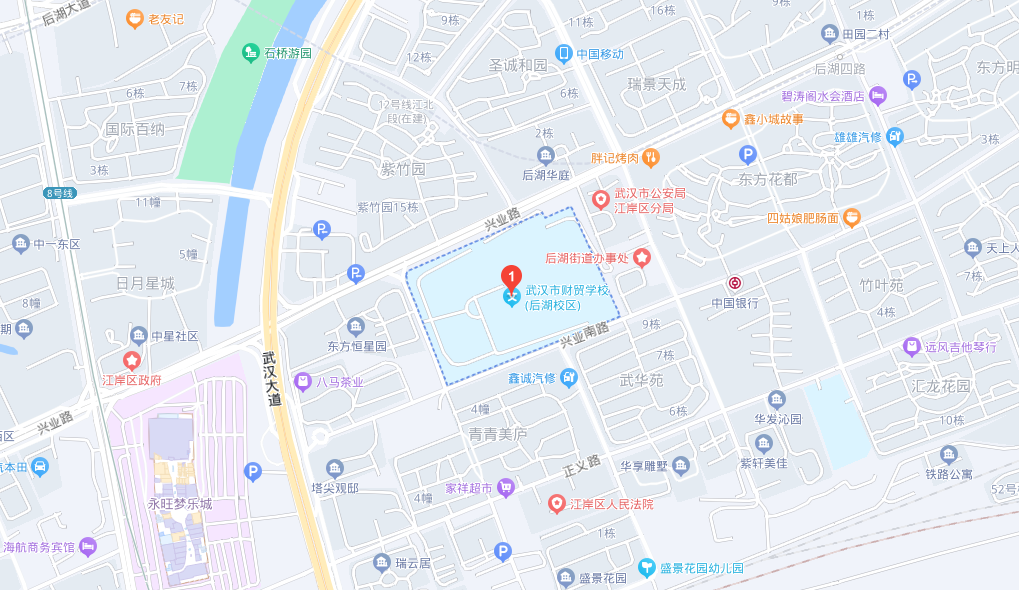 后湖大道
老友记
9栋
11栋
16栋
3栋
1栋
田园二村
石桥游园
12栋
中国移动
圣诚和园
后湖四路
东方明
7栋
6栋
12号线江北
段(在建)
6栋
瑞景天成
碧涛阁水会酒店
国际百纳
2栋
鑫小城故事
雄雄汽修
3栋
3栋
紫竹园
后湖华庭
胖记烤肉
东方花都
8号线
11幢
紫竹园15栋
兴业路
武汉市公安局
江岸区分局
四姑娘肥肠面
中一东区
5幢
后湖街道办事处
天上人
日月星城
1
武汉市财贸学校
(后湖校区)
竹叶苑
中国银行
8幢
4栋
期
中星社区
东方恒星园
兴业南路
9栋
远风吉他琴行
江岸区政府
武汉大道
八马茶业
鑫诚汽修
7栋
武华苑
汇龙花园
兴业路
4幢
6栋
华发沁园
10栋
青青美庐
紫轩美佳
汽本田
塔尖观邸
正义路
华享雕墅
铁路公寓
永旺梦乐城
4幢
家祥超市
江岸区人民法院
52号
1栋
海航商务宾馆
瑞云居
盛景花园
盛景花园幼儿园